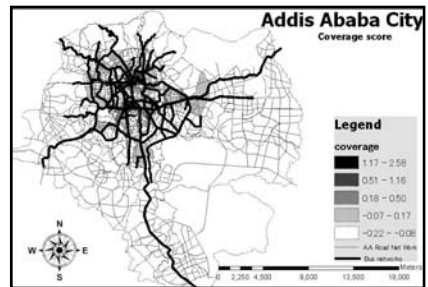 Addis Ababa City
Coverage score
Legend
coverage
1.17 - 2.58
0.51 - 1.16
0.18 - 0.50
-0.07 - 0.17
-0.22 - -0.08
AA Road Net Work
Bus networks
N
W E
S
0 2,250 4,500 9,000 13,500 18,000
Meters